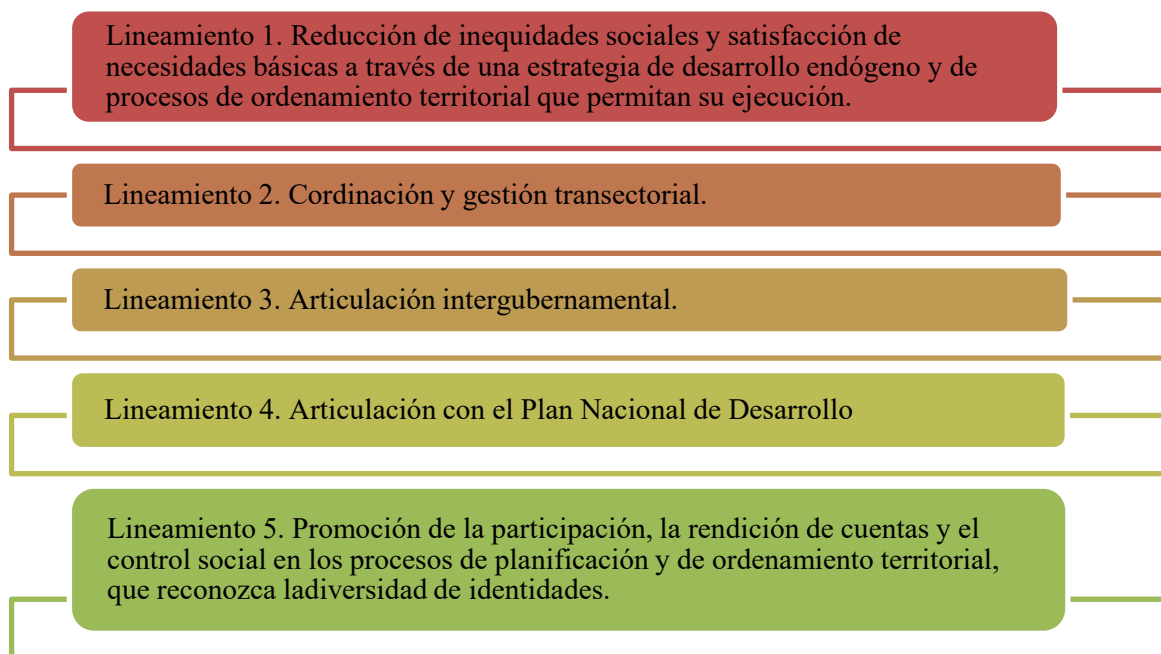 Lineamiento 1. Reducción de inequidades sociales y satisfacción de
necesidades básicas a través de una estrategia de desarrollo endógeno y de
procesos de ordenamiento territorial que permitan su ejecución.
Lineamiento 2. Cordinación y gestión transectorial.
Lineamiento 3. Articulación intergubernamental.
Lineamiento 4. Articulación con el Plan Nacional de Desarrollo
Lineamiento 5. Promoción de la participación, la rendición de cuentas y el
control social en los procesos de planificación y de ordenamiento territorial,
que reconozca ladiversidad de identidades.